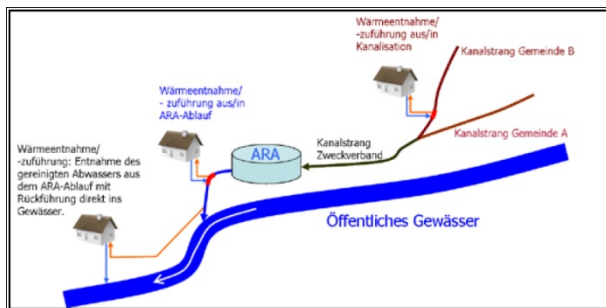 Wärmeentnahme/
-zuführung aus/in
Kanalisation
Kanalstrang Gemeinde B
Wärmeentnahme/
- zuführung aus/in
ARA-Ablauf
Kanalstrang Gemeinde A
Kanalstrang
Zweckverband
ARA
Wärmeentnahme/
-zuführung: Entnahme des
gereinigten Abwassers aus
dem ARA-Ablauf mit
Rückführung direkt ins
Gewässer.
Öffentliches Gewässer